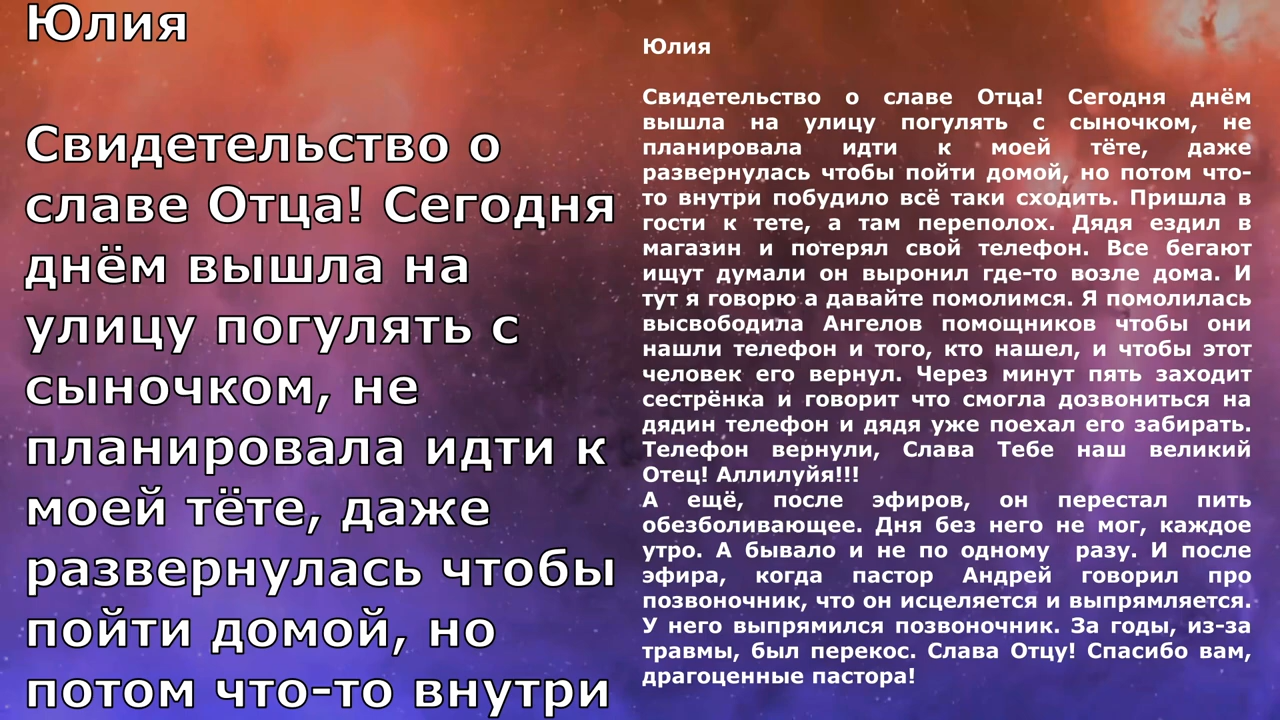 Юлия
Свидетельство о
славе Отца! Сегодня
днём вышла на
улицу погулять с
сыночком, не
планировала идти к
моей тёте, даже
развернулась чтобы
пойти домой, но
потом что-то внутри
Юлия
Свидетельство о славе Отца! Сегодня днём
вышла на улицу погулять с сыночком, не
планировала идти к моей тёте, даже
развернулась чтобы пойти домой, но потом что-
то внутри побудило всё таки сходить. Пришла в
гости к тете, а там переполох. Дядя ездил в
магазин и потерял свой телефон. Все бегают
ищут думали он выронил где-то возле дома. И
тут я говорю а давайте помолимся. Я помолилась
высвободила Ангелов помощников чтобы они
нашли телефон и того, кто нашел, и чтобы этот
человек его вернул. Через минут пять заходит
сестрёнка и говорит что смогла дозвониться на
дядин телефон и дядя уже поехал его забирать.
Телефон вернули, Слава Тебе наш великий
Отец! Аллилуйя!!!
А ещё, после эфиров, он перестал пить
обезболивающее. Дня без него не мог, каждое
утро. А бывало и не по одному разу. И после
эфира, когда пастор Андрей говорил про
позвоночник, что он исцеляется и выпрямляется.
У него выпрямился позвоночник. За годы, из-за
травмы, был перекос. Слава Отцу! Спасибо вам,
драгоценные пастора!